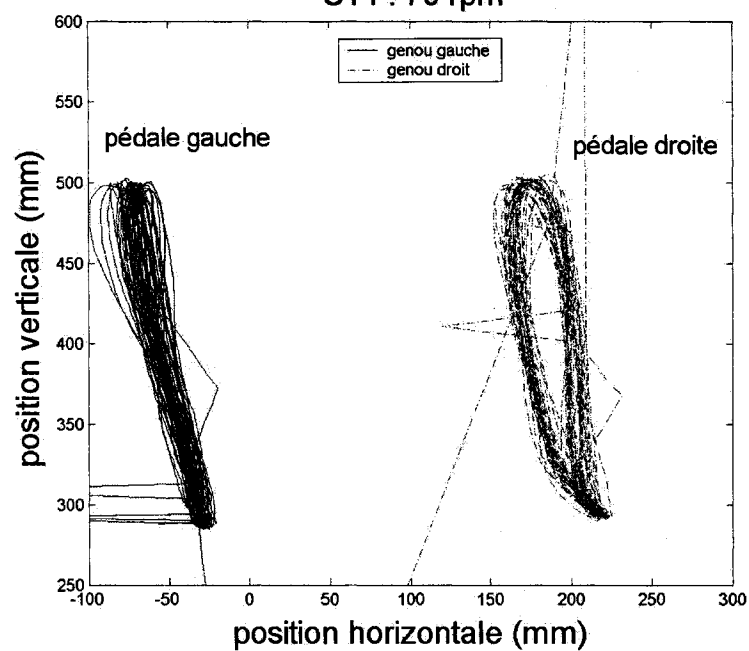 genou gauche
genou droit
pédale gauche
pédale droite
position verticale (mm)
600
550
500
450
400
350
300
250
-100
-50
0
50
100
150
200
250
300
position horizontale (mm)